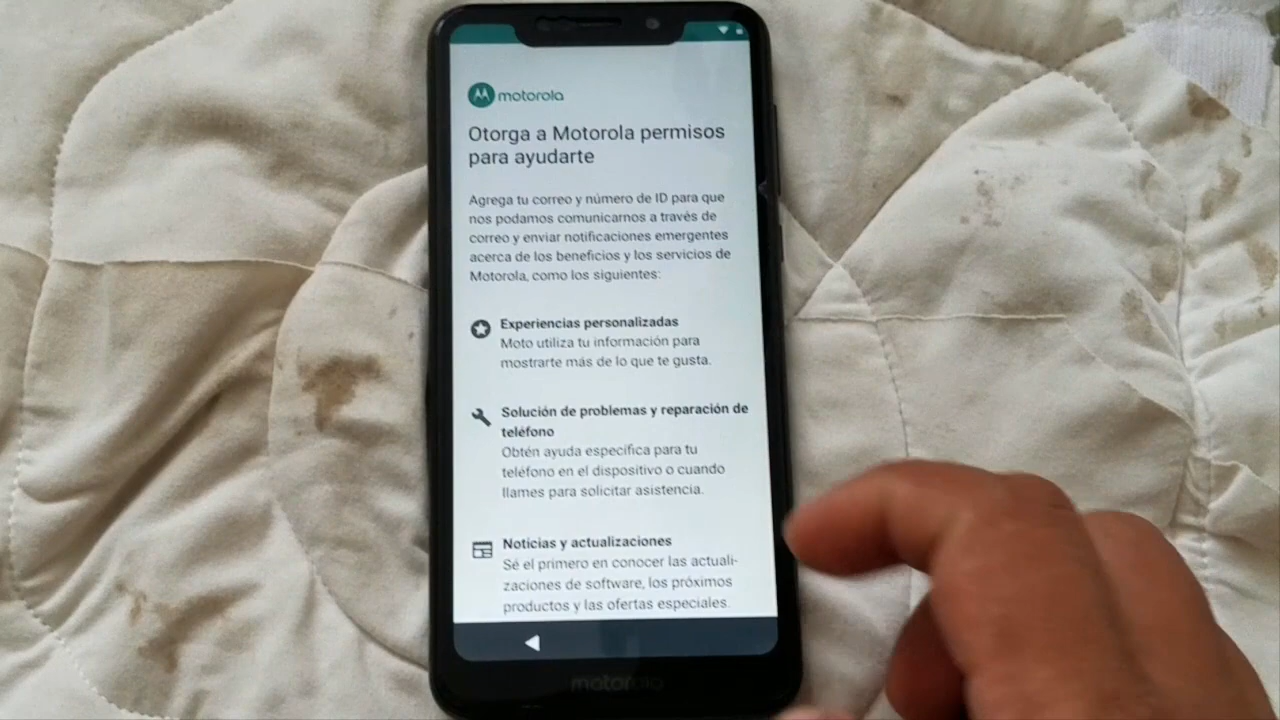 motorola
Otorga a Motorola permisos
para ayudarte
Agrega tu correo y número de ID para que
nos podamos comunicarnos a través de
correo y enviar notificaciones emergentes
acerca de los beneficios y los servicios de
Motorola, como los siguientes:
Experiencias personalizadas
Moto utiliza tu información para
mostrarte más de lo que te gusta.
Solución de problemas y reparación de
teléfono
Obtén ayuda específica para tu
teléfono en el dispositivo o cuando
llames para solicitar asistencia.
Noticias y actualizaciones
Sé el primero en conocer las actuali-
zaciones de software, los próximos
productos y las ofertas especiales.
motorola